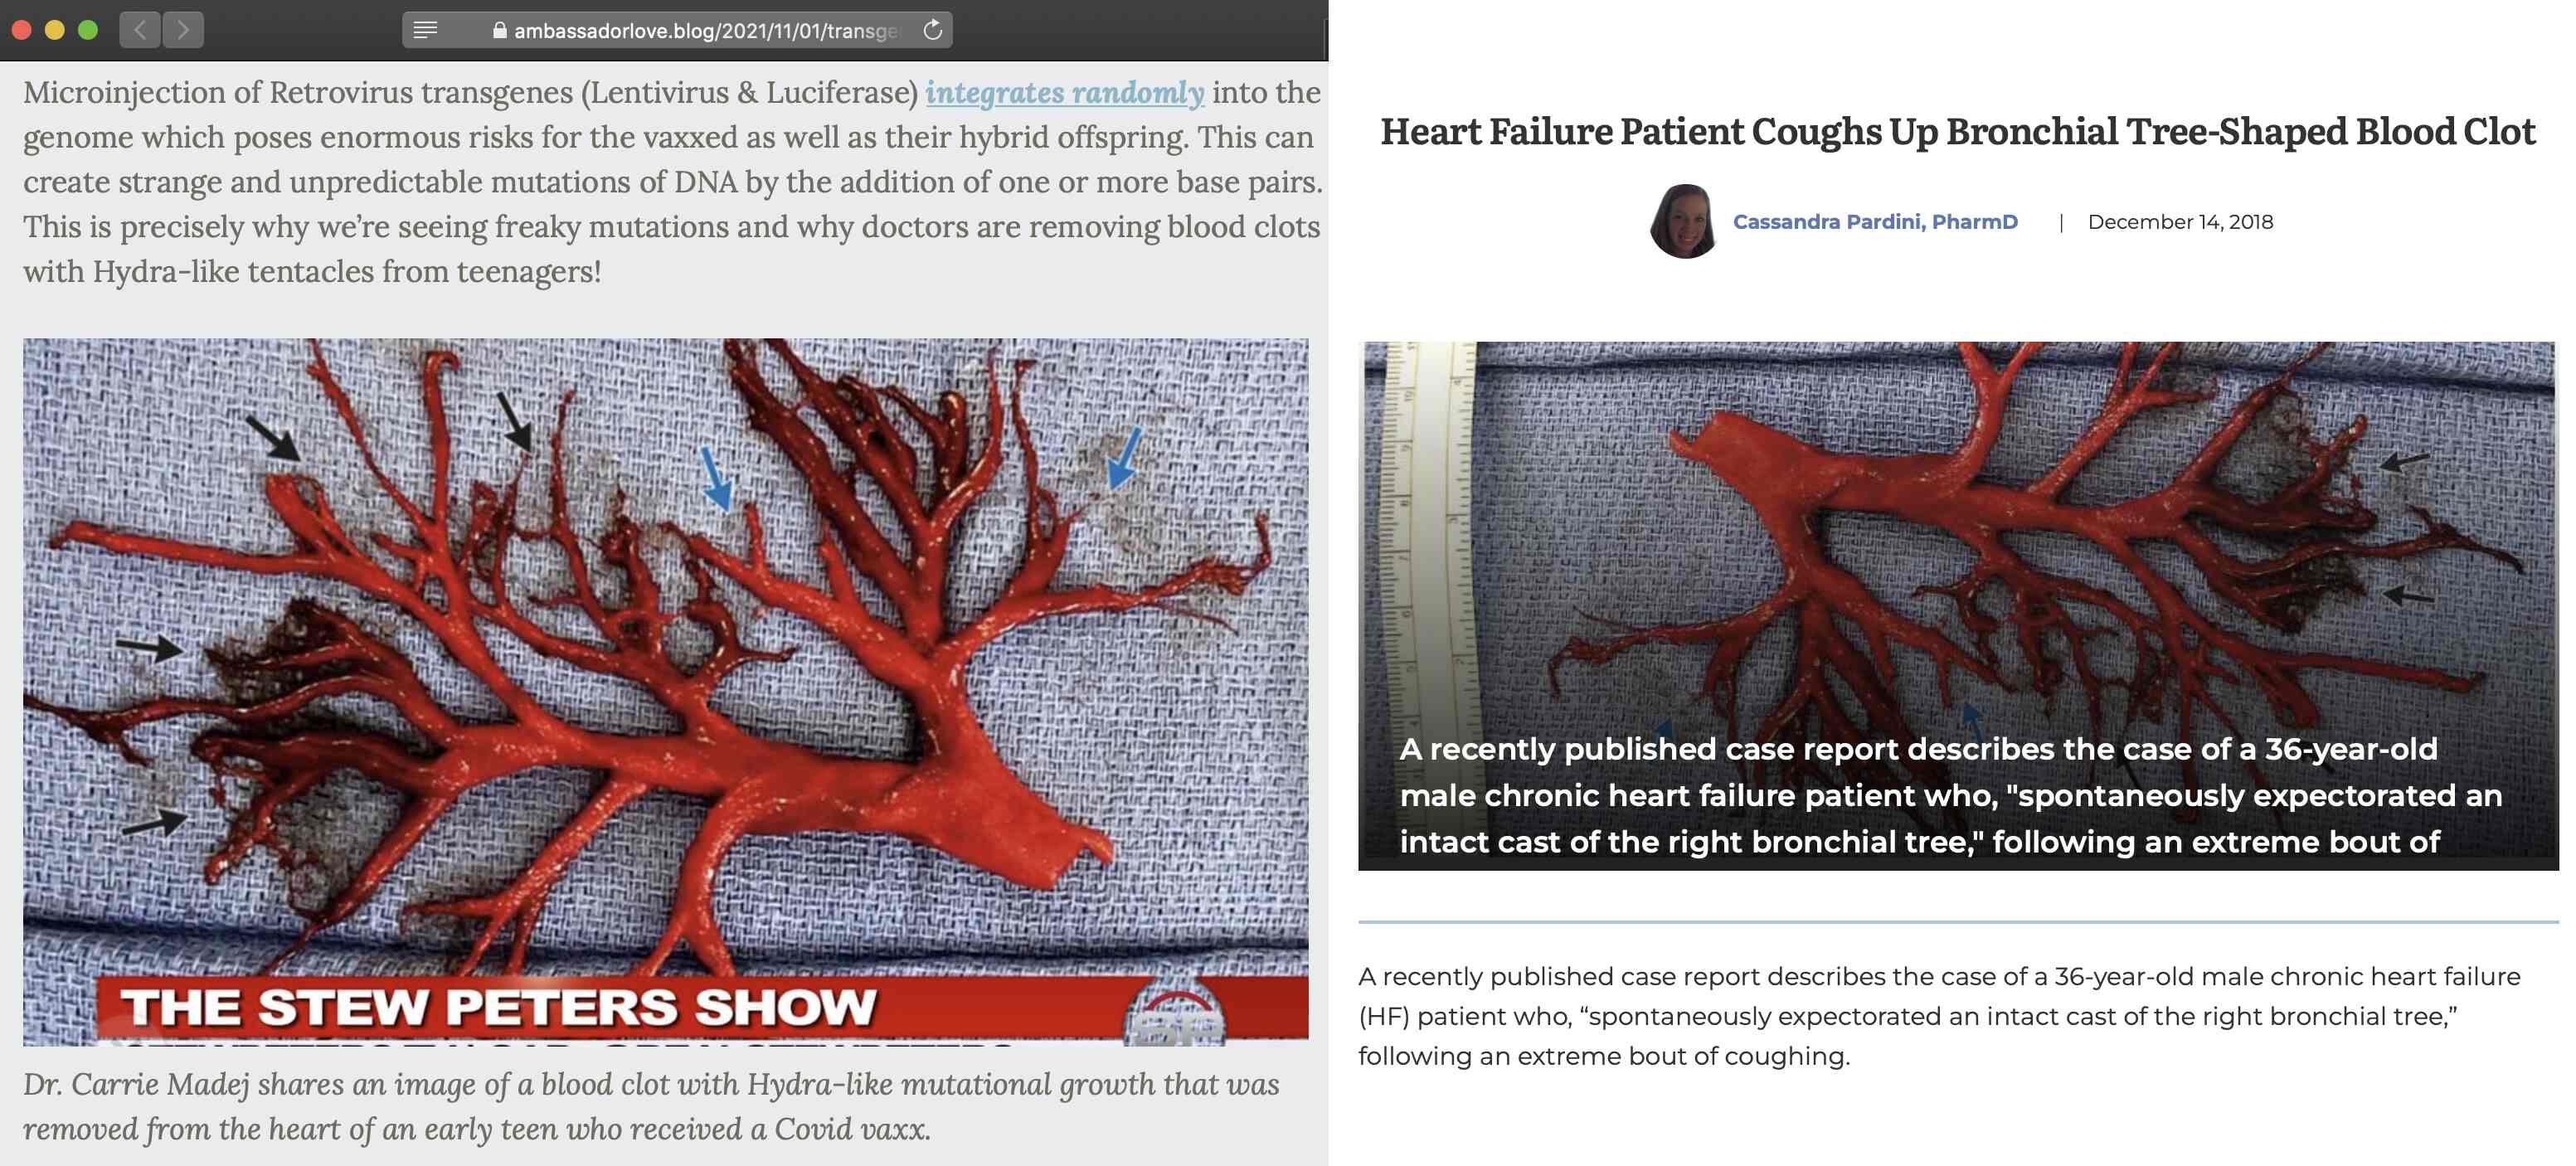 ambassadorlove.blog/2021/11/01/transge
Microinjection of Retrovirus transgenes (Lentivirus & Luciferase) integrates randomly into the
genome which poses enormous risks for the vaxxed as well as their hybrid offspring. This can
create strange and unpredictable mutations of DNA by the addition of one or more base pairs.
This is precisely why we’re seeing freaky mutations and why doctors are removing blood clots
with Hydra-like tentacles from teenagers!
THE STEW PETERS SHOW
Dr. Carrie Madej shares an image of a blood clot with Hydra-like mutational growth that was
removed from the heart of an early teen who received a Covid vaxx.
Heart Failure Patient Coughs Up Bronchial Tree-Shaped Blood Clot
Cassandra Pardini, PharmD | December 14, 2018
A recently published case report describes the case of a 36-year-old
male chronic heart failure patient who, "spontaneously expectorated an
intact cast of the right bronchial tree," following an extreme bout of
A recently published case report describes the case of a 36-year-old male chronic heart failure
(HF) patient who, “spontaneously expectorated an intact cast of the right bronchial tree,”
following an extreme bout of coughing.